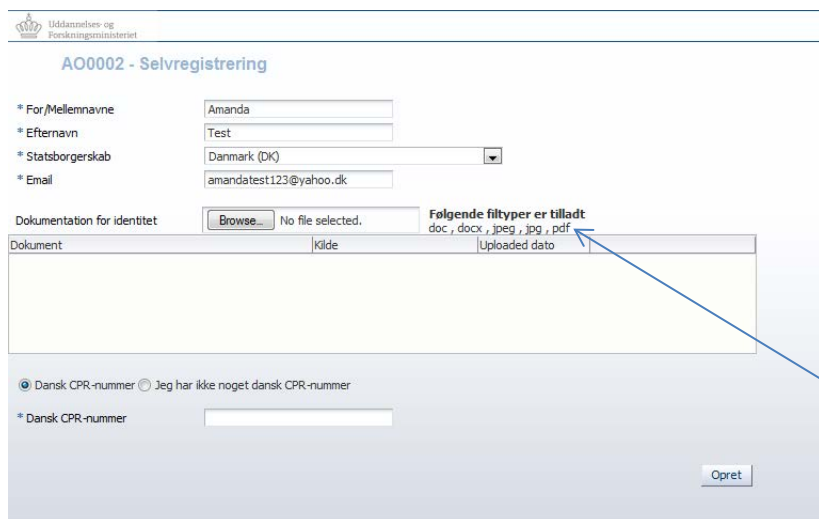 Uddannelses- og
Forskningsministeriet
AO0002 - Selvregistrering
* For/Mellemnavne Amanda
* Efternavn Test
* Statsborgerskab Danmark (DK)
* Email amandatest123@yahoo.dk
Dokumentation for identitet Browse... No file selected. Følgende filtyper er tilladt
doc , docx , jpeg , jpg , pdf
Dokument Kilde Uploaded dato
Dansk CPR-nummer Jeg har ikke noget dansk CPR-nummer
* Dansk CPR-nummer
Opret